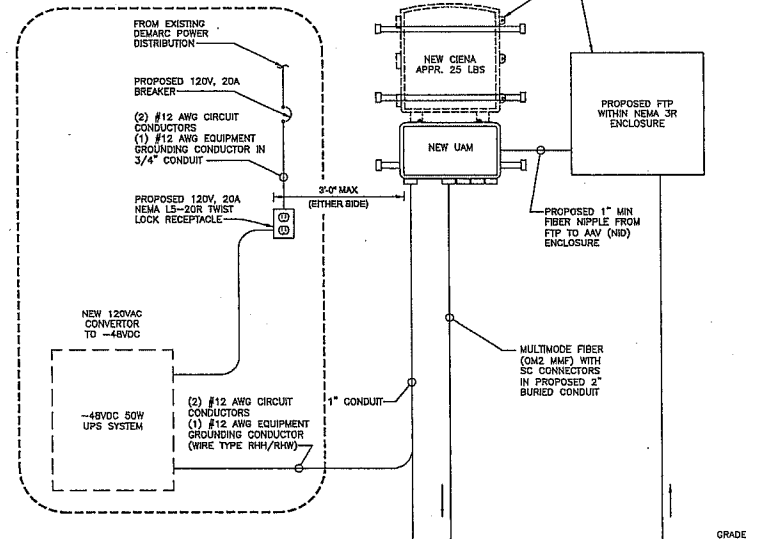 FROM EXISTING
DEMARC POWER
DISTRIBUTION
PROPOSED 120V, 20A
BREAKER
(2) #12 AWG CIRCUIT
CONDUCTORS
(1) #12 AWG EQUIPMENT
GROUNDING CONDUCTOR IN
3/4" CONDUIT
PROPOSED 120V, 20A
NEMA L5-20R TWIST
LOCK RECEPTACLE
3'-0" MAX
(EITHER SIDE)
NEW CIENA
APPR. 25 LBS
NEW UAM
PROPOSED FTP
WITHIN NEMA 3R
ENCLOSURE
PROPOSED 1" MIN
FIBER NIPPLE FROM
FTP TO AAV (NID)
ENCLOSURE
NEW 120VAC
CONVERTOR
TO -48VDC
-48VDC 50W
UPS SYSTEM
(2) #12 AWG CIRCUIT
CONDUCTORS
(1) #12 AWG EQUIPMENT
GROUNDING CONDUCTOR
(WIRE TYPE RHH/RHW)
1" CONDUIT
MULTIMODE FIBER
(OM2 MMF) WITH
SC CONNECTORS
IN PROPOSED 2"
BURIED CONDUIT
GRADE